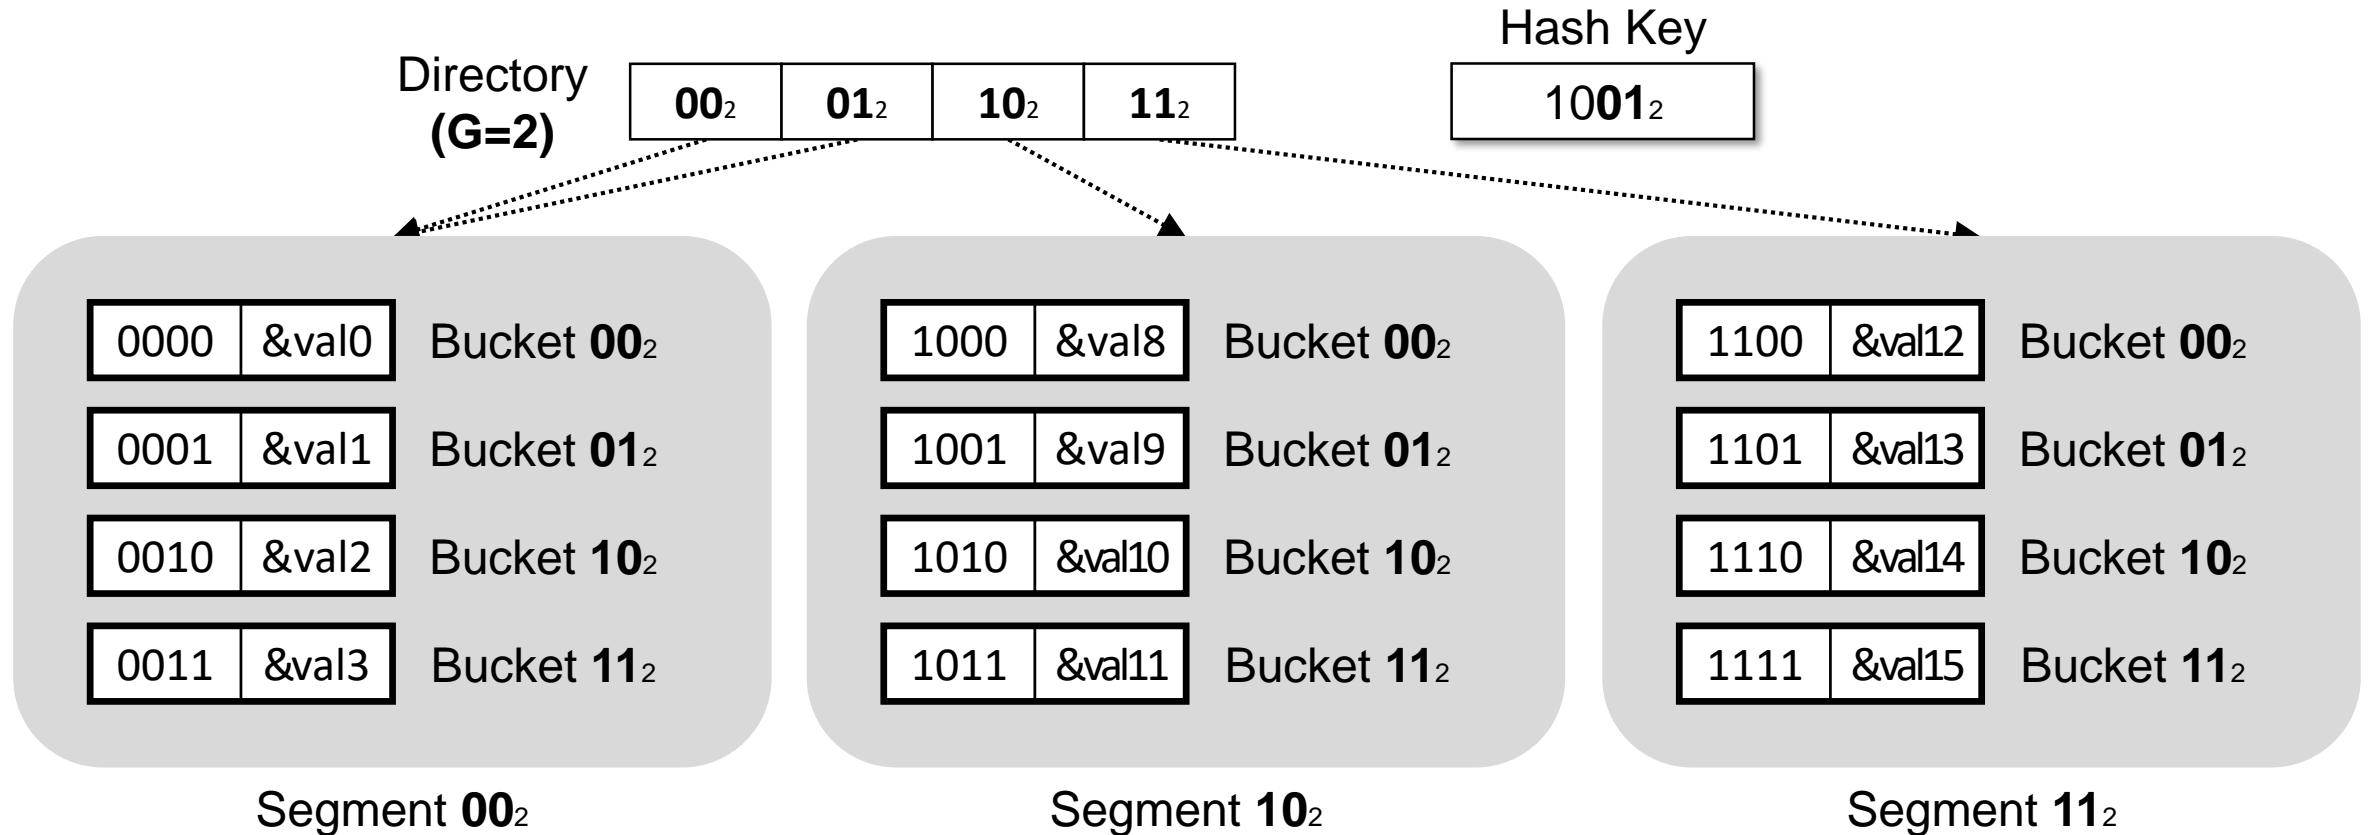 Hash Key
Directory
(G=2)
00₂ 01₂ 10₂ 11₂
1001₂
0000 &val0 Bucket 00₂
0001 &val1 Bucket 01₂
0010 &val2 Bucket 10₂
0011 &val3 Bucket 11₂
Segment 00₂
1000 &val8 Bucket 00₂
1001 &val9 Bucket 01₂
1010 &val10 Bucket 10₂
1011 &val11 Bucket 11₂
Segment 10₂
1100 &val12 Bucket 00₂
1101 &val13 Bucket 01₂
1110 &val14 Bucket 10₂
1111 &val15 Bucket 11₂
Segment 11₂